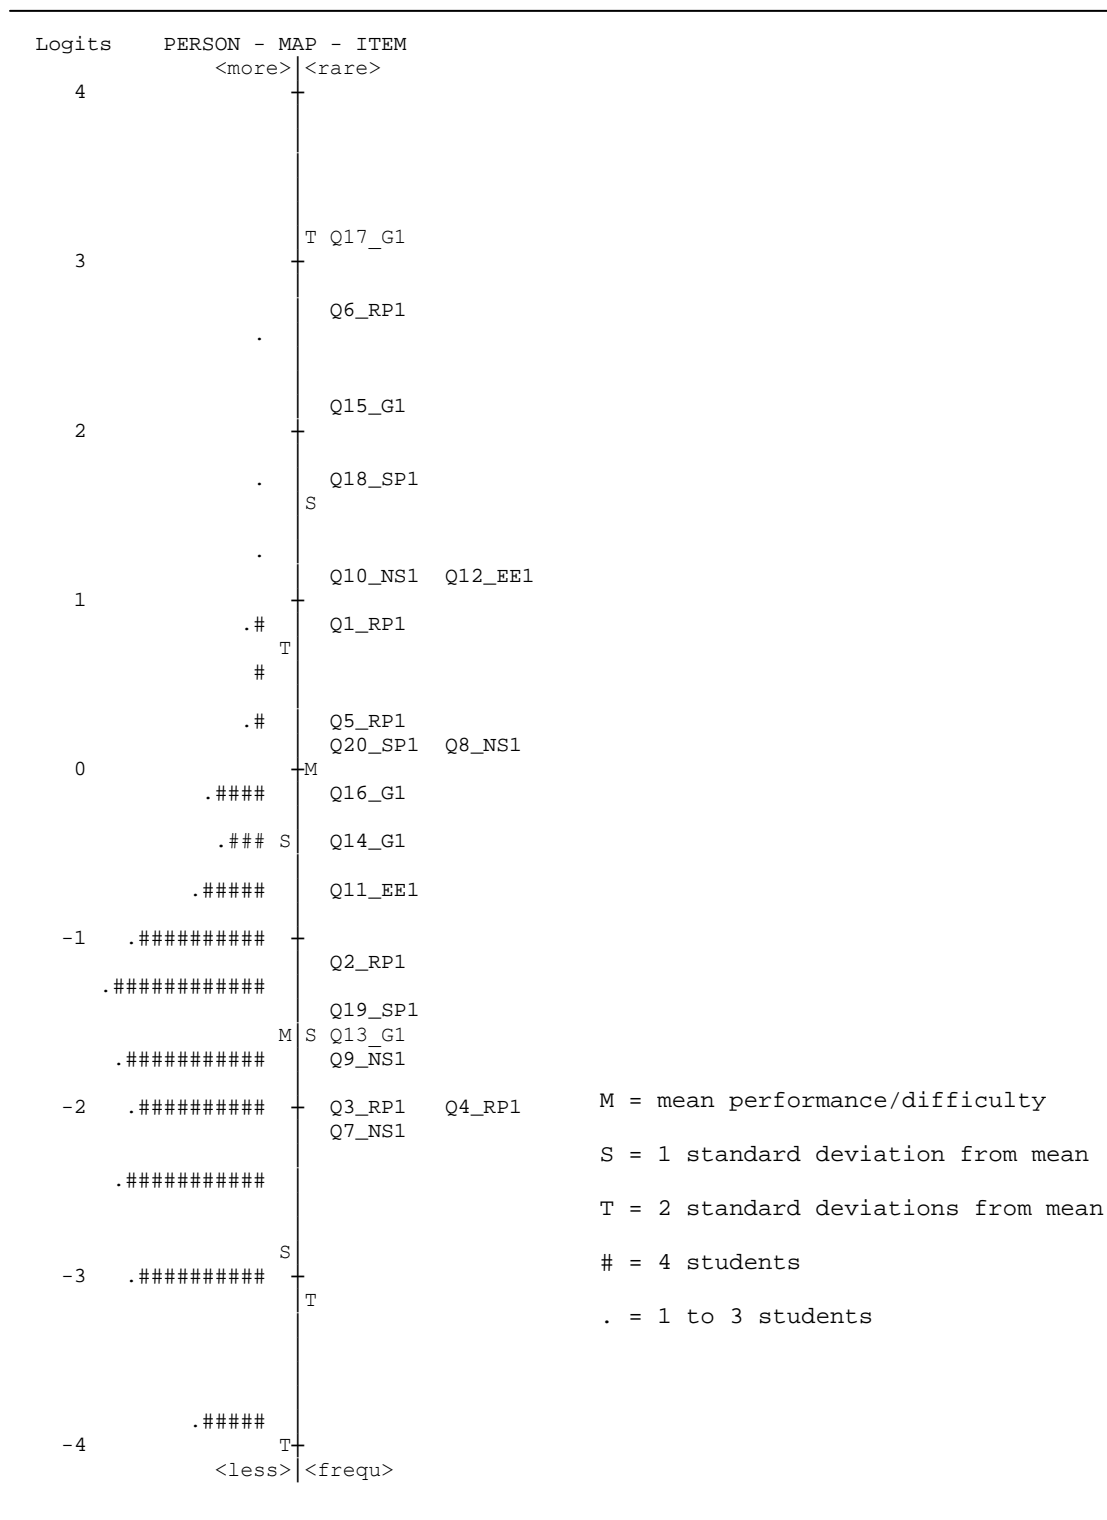 Logits PERSON - MAP - ITEM
<more>|<rare>
4
T Q17_G1
3
Q6_RP1
.
Q15_G1
2
. Q18_SP1
S
.
Q10_NS1 Q12_EE1
1
.# Q1_RP1
T
#
.# Q5_RP1
Q20_SP1 Q8_NS1
0 M
.#### Q16_G1
.### S Q14_G1
.##### Q11_EE1
-1 .##########
Q2_RP1
.############
Q19_SP1
M S Q13_G1
.########### Q9_NS1
-2 .########## Q3_RP1 Q4_RP1
Q7_NS1
.###########
S
-3 .##########
T
.#####
-4 T
<less>|<frequ>
M = mean performance/difficulty
S = 1 standard deviation from mean
T = 2 standard deviations from mean
# = 4 students
. = 1 to 3 students